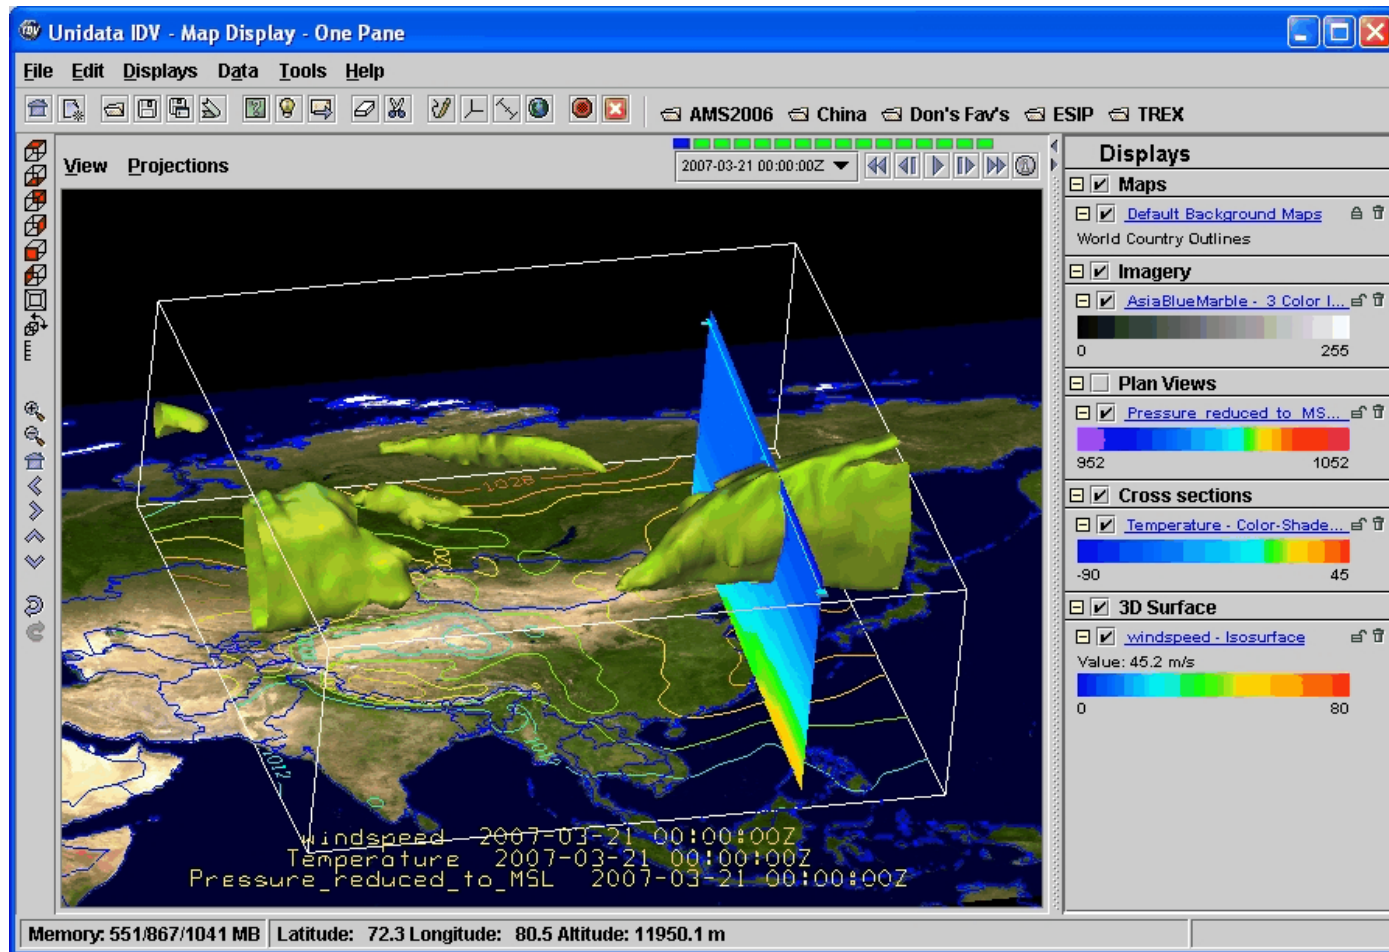 IDV Unidata IDV - Map Display - One Pane
File Edit Displays Data Tools Help
AMS2006 China Don's Fav's ESIP TREX
View Projections
2007-03-21 00:00:00Z
Displays
Maps
Default Background Maps
World Country Outlines
Imagery
AsiaBlueMarble - 3 Color I...
0 255
Plan Views
Pressure_reduced_to_MS...
952 1052
Cross sections
Temperature - Color-Shade...
-90 45
3D Surface
windspeed - Isosurface
Value: 45.2 m/s
0 80
1028
1012
windspeed 2007-03-21 00:00:00Z
Temperature 2007-03-21 00:00:00Z
Pressure_reduced_to_MSL 2007-03-21 00:00:00Z
Memory: 551/867/1041 MB Latitude: 72.3 Longitude: 80.5 Altitude: 11950.1 m